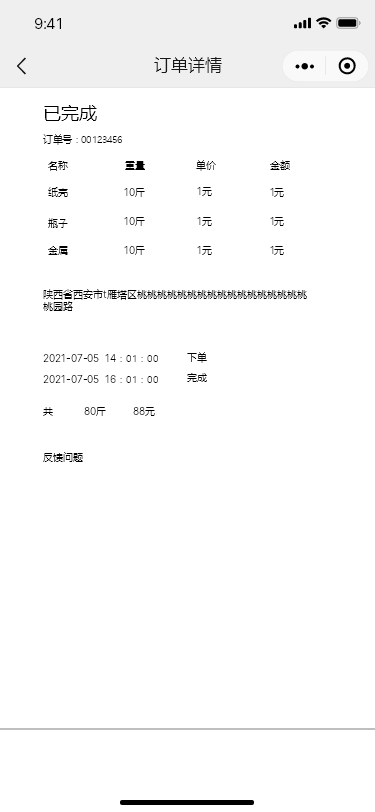 9:41
订单详情
已完成
订单号：00123456
名称 重量 单价 金额
纸壳 10斤 1元 1元
瓶子 10斤 1元 1元
金属 10斤 1元 1元
陕西省西安市t雁塔区桃桃桃桃桃桃桃桃桃桃桃桃桃桃桃桃桃
桃园路
2021-07-05 14：01：00 下单
2021-07-05 16：01：00 完成
共 80斤 88元
反馈问题